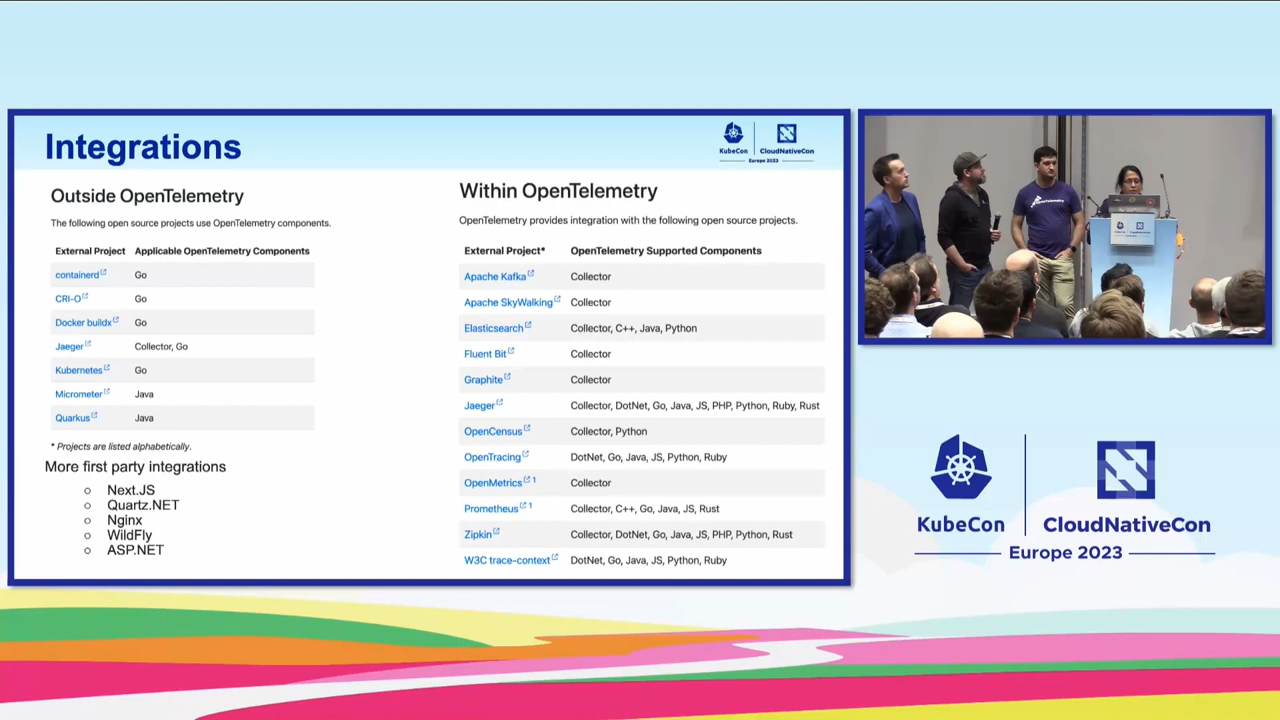 Integrations
KubeCon
CloudNativeCon
Europe 2023
Outside OpenTelemetry
The following open source projects use OpenTelemetry components.
External Project Applicable OpenTelemetry Components
containerd Go
CRI-O Go
Docker buildx Go
Jaeger Collector, Go
Kubernetes Go
Micrometer Java
Quarkus Java
* Projects are listed alphabetically.
More first party integrations
Next.JS
Quartz.NET
Nginx
WildFly
ASP.NET
Within OpenTelemetry
OpenTelemetry provides integration with the following open source projects.
External Project* OpenTelemetry Supported Components
Apache Kafka Collector
Apache SkyWalking Collector
Elasticsearch Collector, C++, Java, Python
Fluent Bit Collector
Graphite Collector
Jaeger Collector, DotNet, Go, Java, JS, PHP, Python, Ruby, Rust
OpenCensus Collector, Python
OpenTracing DotNet, Go, Java, JS, Python, Ruby
OpenMetrics 1 Collector
Prometheus 1 Collector, C++, Go, Java, JS, Rust
Zipkin Collector, DotNet, Go, Java, JS, PHP, Python, Rust
W3C trace-context DotNet, Go, Java, JS, Python, Ruby
KubeCon
CloudNativeCon
Europe 2023